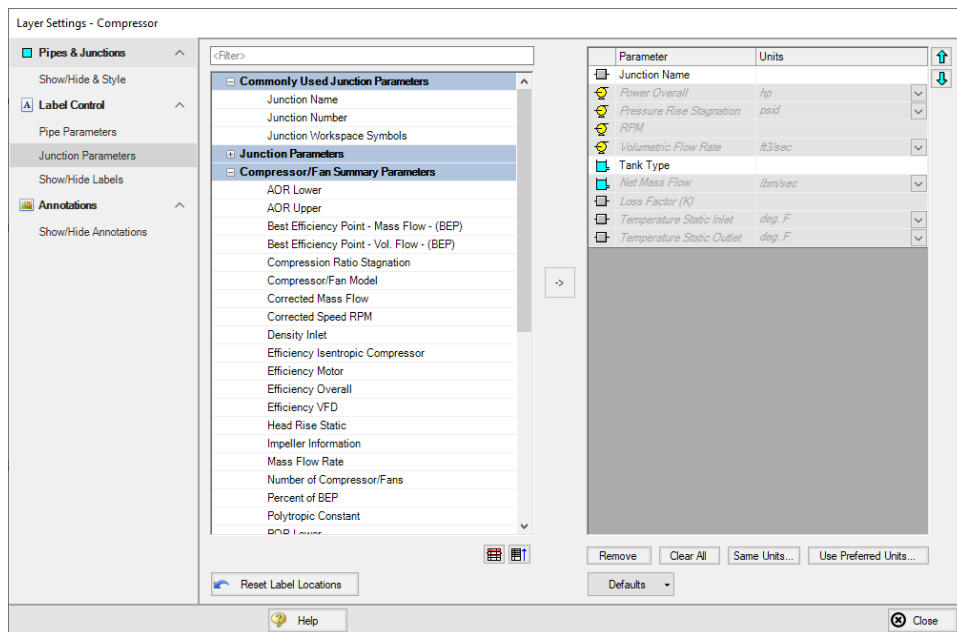 Layer Settings - Compressor
Pipes & Junctions
Show/Hide & Style
A Label Control
Pipe Parameters
Junction Parameters
Show/Hide Labels
Annotations
Show/Hide Annotations
<Filter>
Commonly Used Junction Parameters
Junction Name
Junction Number
Junction Workspace Symbols
Junction Parameters
Compressor/Fan Summary Parameters
AOR Lower
AOR Upper
Best Efficiency Point - Mass Flow - (BEP)
Best Efficiency Point - Vol. Flow - (BEP)
Compression Ratio Stagnation
Compressor/Fan Model
Corrected Mass Flow
Corrected Speed RPM
Density Inlet
Efficiency Isentropic Compressor
Efficiency Motor
Efficiency Overall
Efficiency VFD
Head Rise Static
Impeller Information
Mass Flow Rate
Number of Compressor/Fans
Percent of BEP
Polytropic Constant
POR Lower
Reset Label Locations
->
Parameter Units
Junction Name
Power Overall hp
Pressure Rise Stagnation psid
RPM
Volumetric Flow Rate ft3/sec
Tank Type
Net Mass Flow lbm/sec
Loss Factor (K)
Temperature Static Inlet deg. F
Temperature Static Outlet deg. F
Remove Clear All Same Units... Use Preferred Units...
Defaults
Help Close